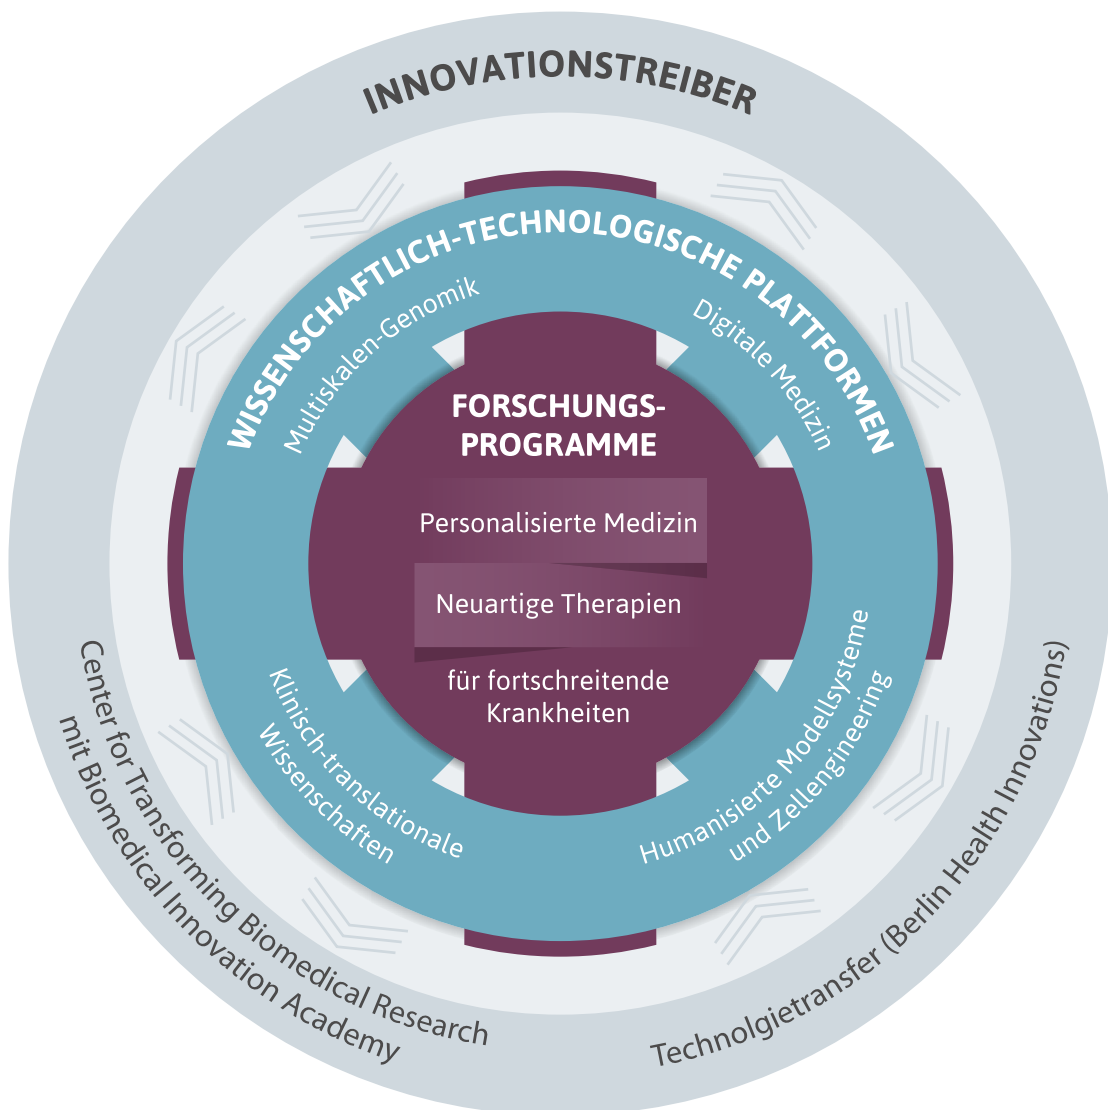 INNOVATIONSTREIBER
WISSENSCHAFTLICH-TECHNOLOGISCHE PLATTFORMEN
Multiskalen-Genomik
Digitale Medizin
FORSCHUNGS-
PROGRAMME
Personalisierte Medizin
Neuartige Therapien
für fortschreitende
Krankheiten
Klinisch-translationale
Wissenschaften
Humanisierte Modellsysteme
und Zellengineering
Center for Transforming Biomedical Research
mit Biomedical Innovation Academy
Technolgietransfer (Berlin Health Innovations)